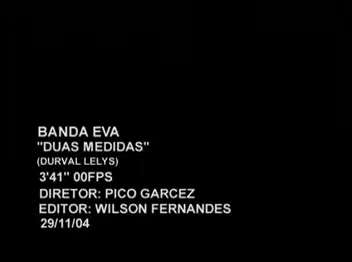 BANDA EVA
"DUAS MEDIDAS"
(DURVAL LELYS)
3'41" 00FPS
DIRETOR: PICO GARCEZ
EDITOR: WILSON FERNANDES
29/11/04